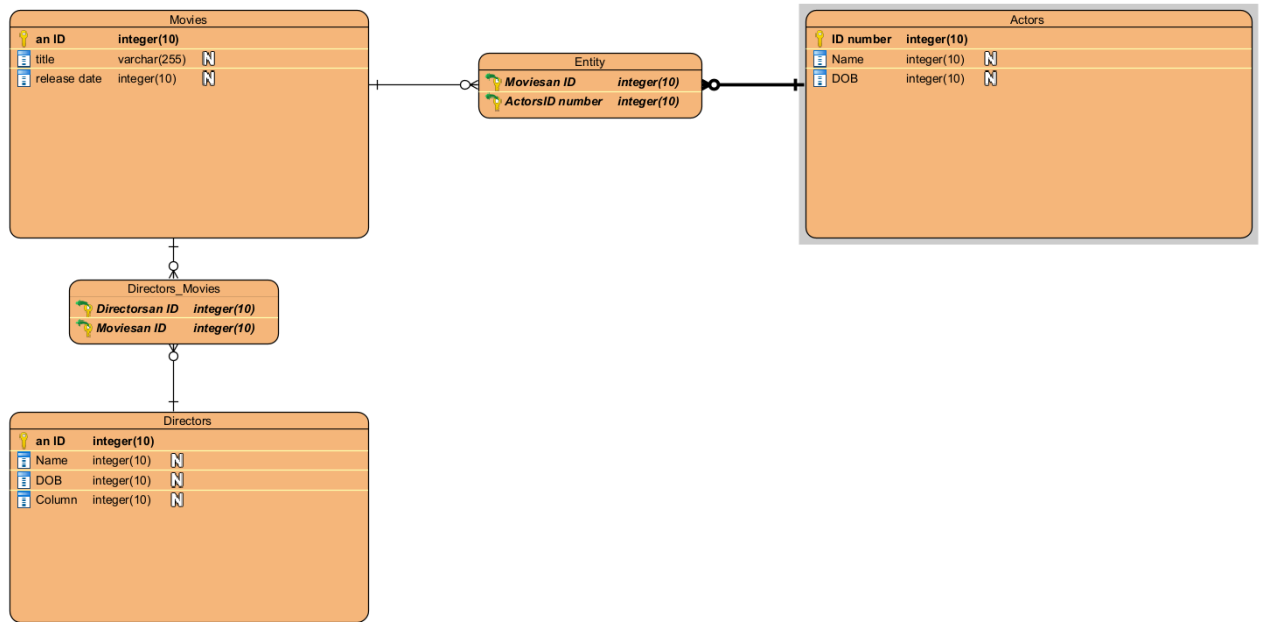 Movies
an ID integer(10)
title varchar(255) N
release date integer(10) N
Entity
Moviesan ID integer(10)
ActorsID number integer(10)
Actors
ID number integer(10)
Name integer(10) N
DOB integer(10) N
Directors_Movies
Directorsan ID integer(10)
Moviesan ID integer(10)
Directors
an ID integer(10)
Name integer(10) N
DOB integer(10) N
Column integer(10) N